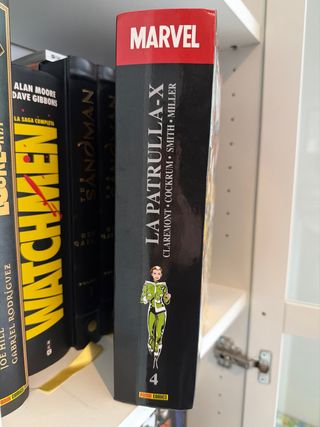 MARVEL
LA PATRULLA-X
CLAREMONT • COCKRUM • SMITH • MILLER
4
PANINI COMICS
ALAN MOORE
DAVE GIBBONS
LA SAGA COMPLETA
WATCHMEN
SANDMAN
JOE HILL
GABRIEL RODRÍGUEZ